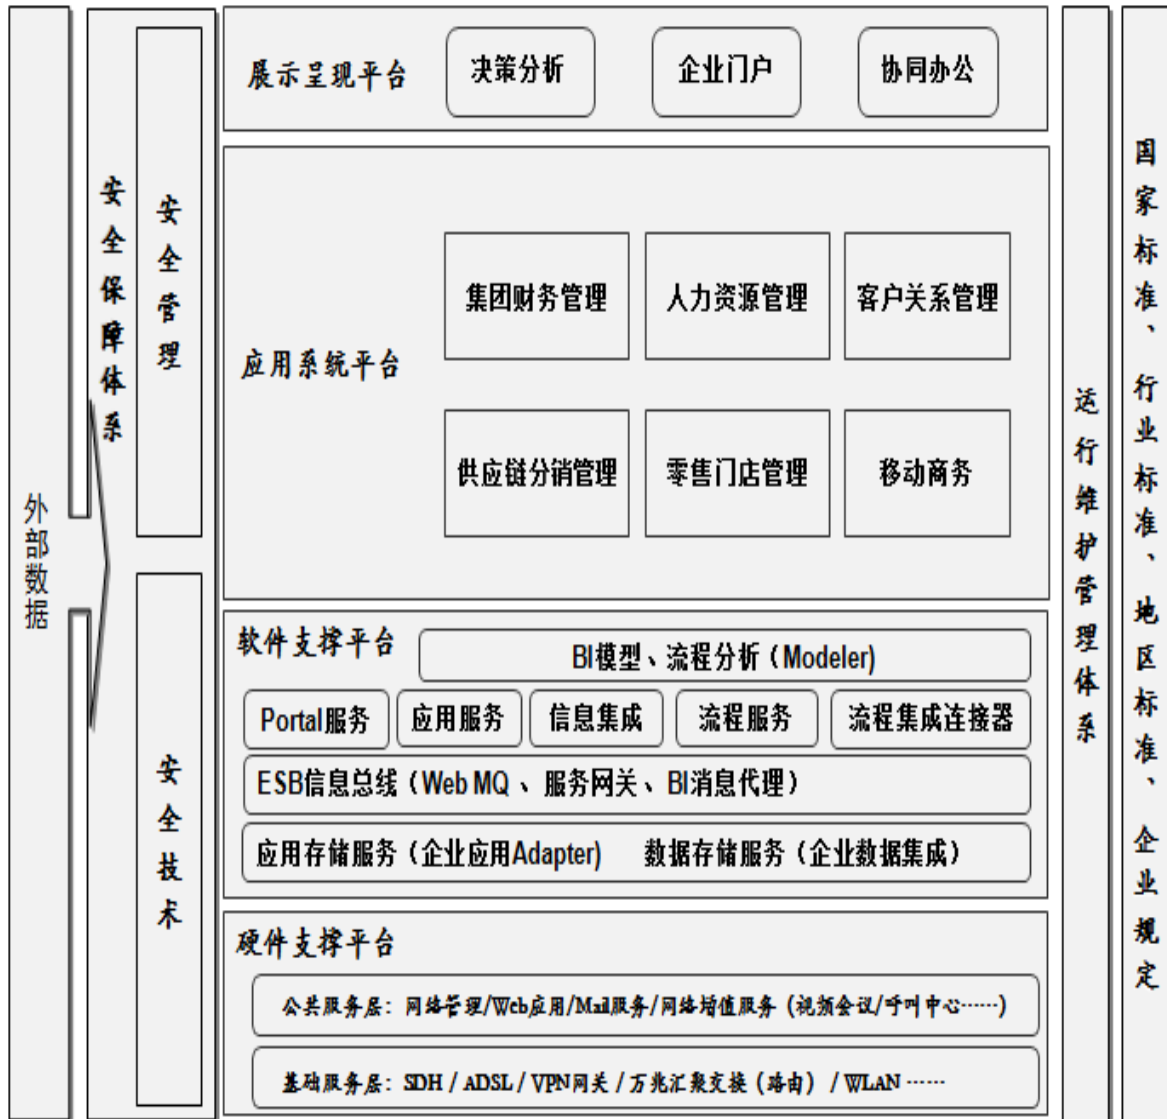 外部数据
安全保障体系
安全管理
安全技术
展示呈现平台
决策分析
企业门户
协同办公
应用系统平台
集团财务管理
人力资源管理
客户关系管理
供应链分销管理
零售门店管理
移动商务
软件支撑平台
BI模型、流程分析（Modeler)
Portal服务
应用服务
信息集成
流程服务
流程集成连接器
ESB信息总线（Web MQ 、服务网关、BI消息代理）
应用存储服务（企业应用Adapter) 数据存储服务（企业数据集成）
硬件支撑平台
公共服务层：网络管理/Web应用/Mail服务/网络增值服务（视频会议/呼叫中心……）
基础服务层：SDH / ADSL / VPN网关 / 万兆汇聚交接（路由） / WLAN ……
运行维护管理体系
国家标准、行业标准、地区标准、企业规定